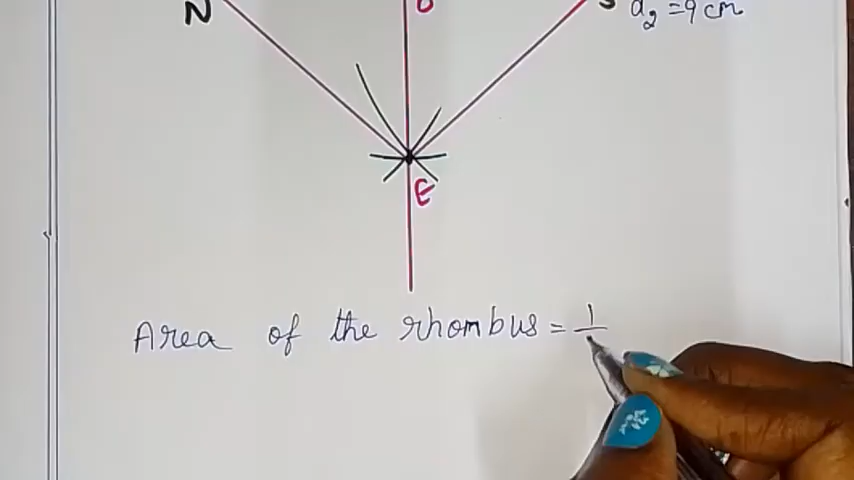 N
d₂ = 9 cm
E
Area of the rhombus = 1